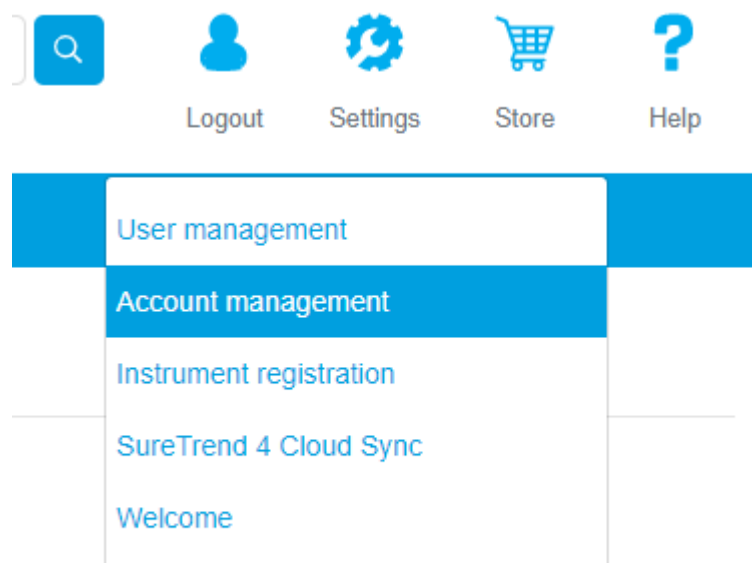 Logout
Settings
Store
Help
User management
Account management
Instrument registration
SureTrend 4 Cloud Sync
Welcome